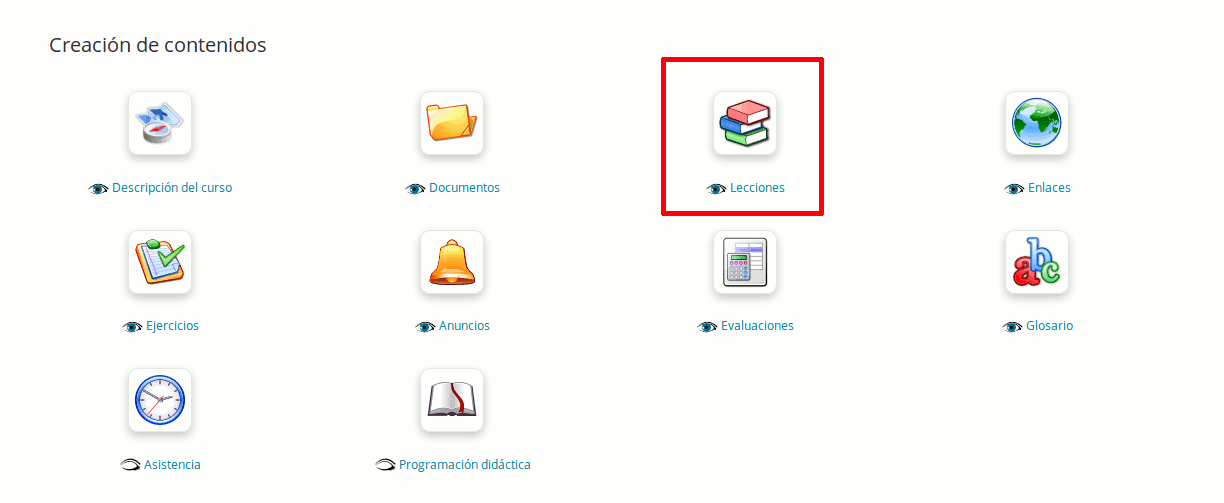 Creación de contenidos
Descripción del curso
Documentos
Lecciones
Enlaces
Ejercicios
Anuncios
Evaluaciones
Glosario
Asistencia
Programación didáctica